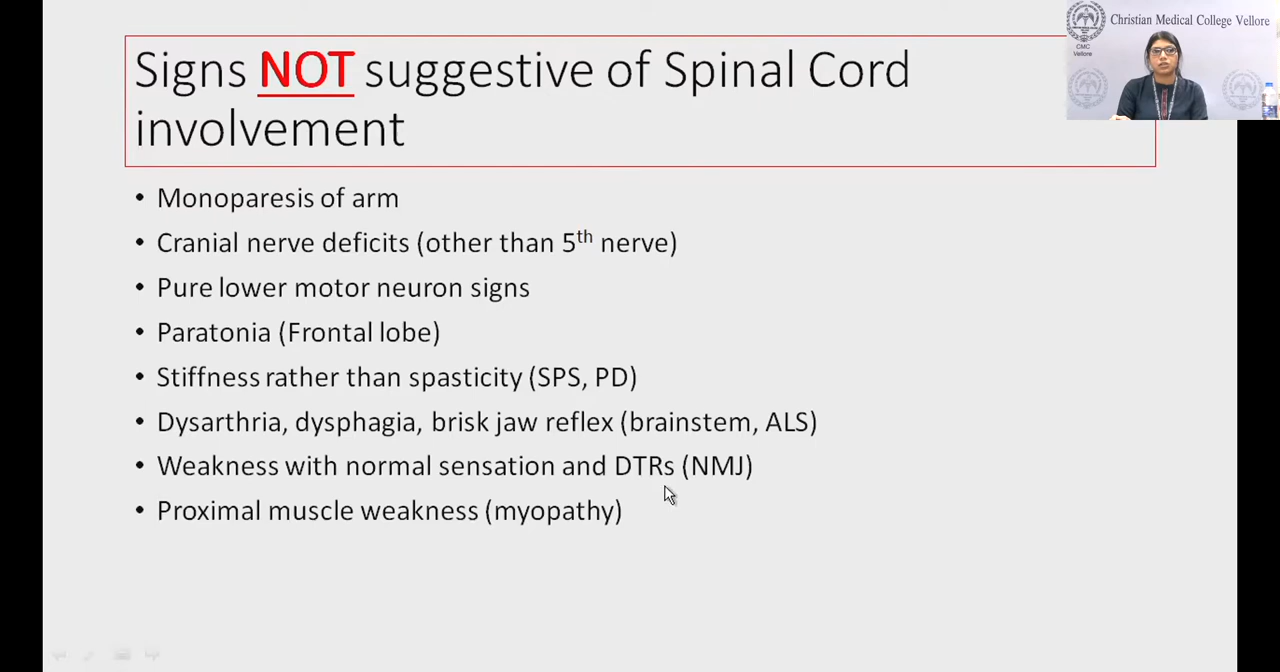 Christian Medical College Vellore
CMC
Vellore
Signs NOT suggestive of Spinal Cord
involvement
• Monoparesis of arm
• Cranial nerve deficits (other than 5th nerve)
• Pure lower motor neuron signs
• Paratonia (Frontal lobe)
• Stiffness rather than spasticity (SPS, PD)
• Dysarthria, dysphagia, brisk jaw reflex (brainstem, ALS)
• Weakness with normal sensation and DTRs (NMJ)
• Proximal muscle weakness (myopathy)